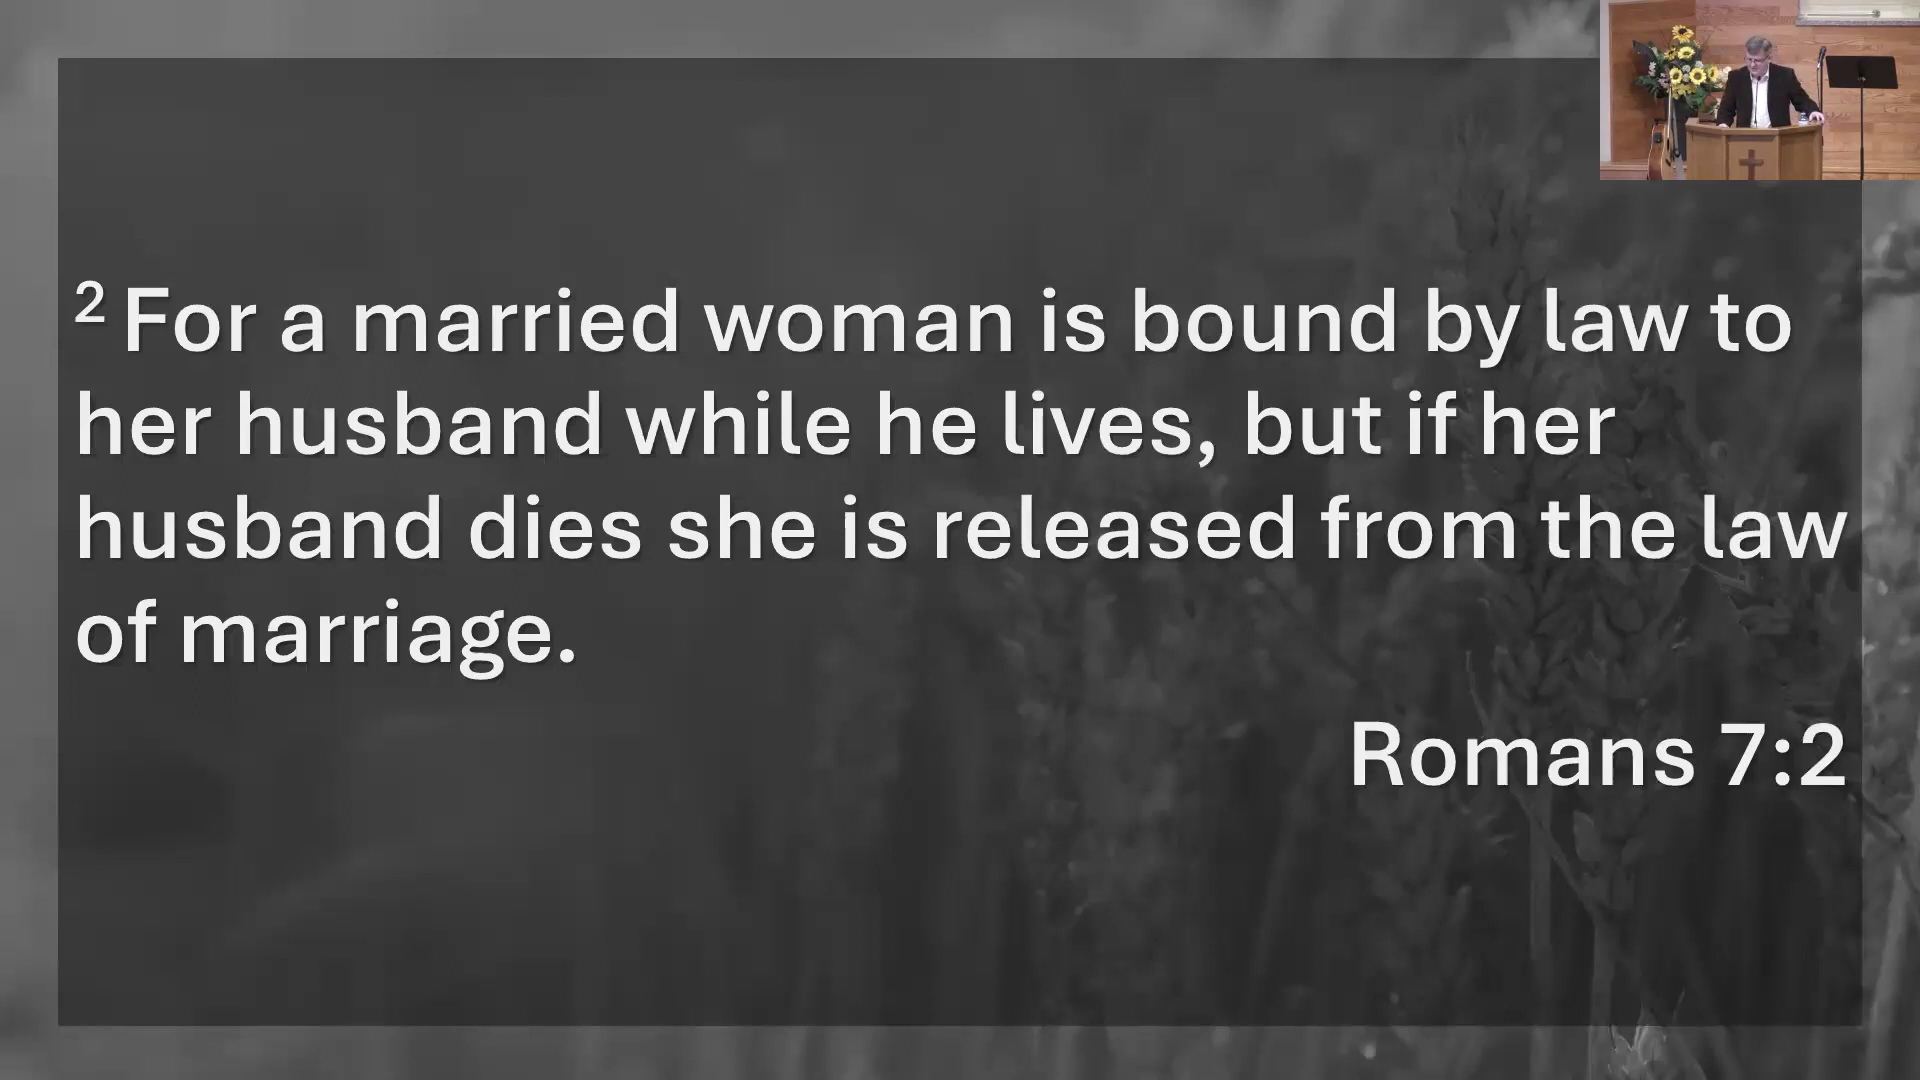 2 For a married woman is bound by law to
her husband while he lives, but if her
husband dies she is released from the law
of marriage.
Romans 7:2